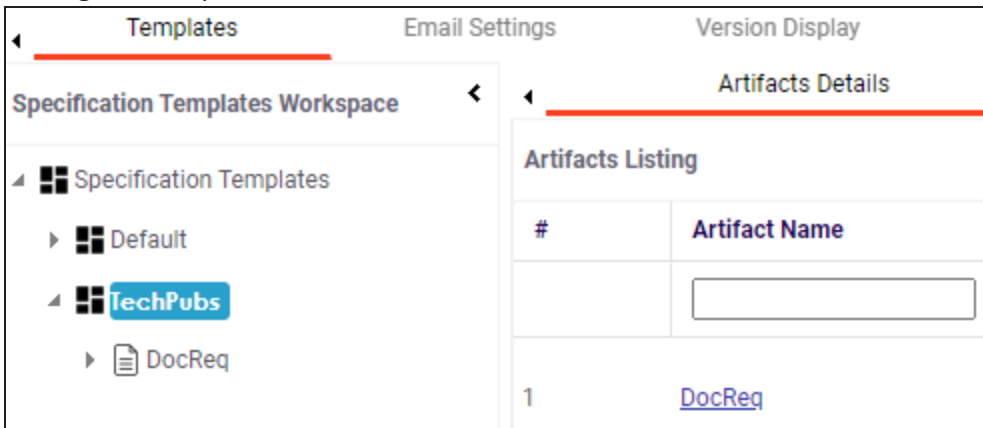 Templates
Email Settings
Version Display
Specification Templates Workspace
Artifacts Details
Specification Templates
Default
TechPubs
DocReq
Artifacts Listing
# Artifact Name
1 DocReq